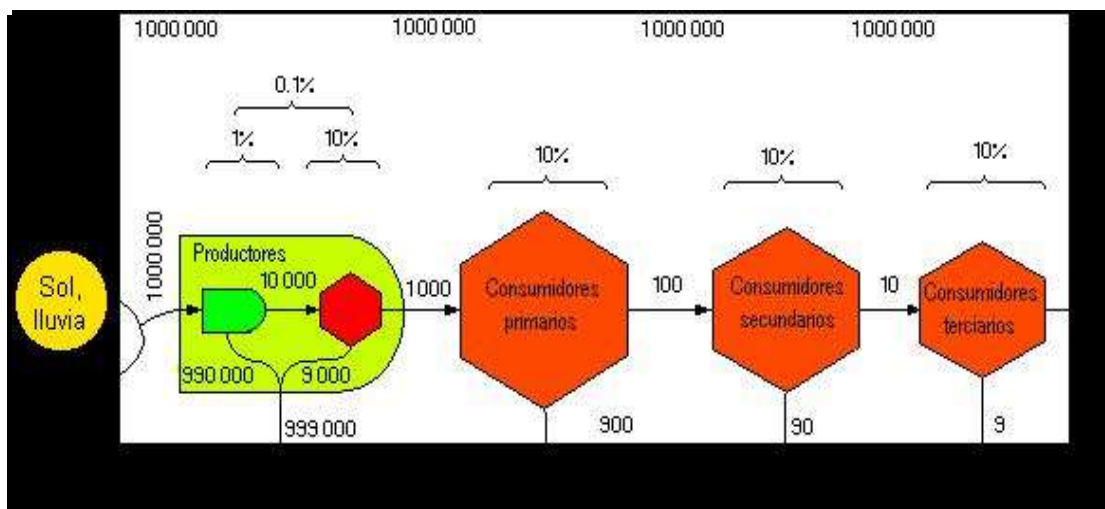 1000 000
1000 000
1000 000
1000 000
0.1%
1%
10%
10%
10%
10%
Sol,
lluvia
1000 000
Productores
10 000
1000
Consumidores
primarios
100
Consumidores
secundarios
10
Consumidores
terciarios
990 000
9 000
999 000
900
90
9